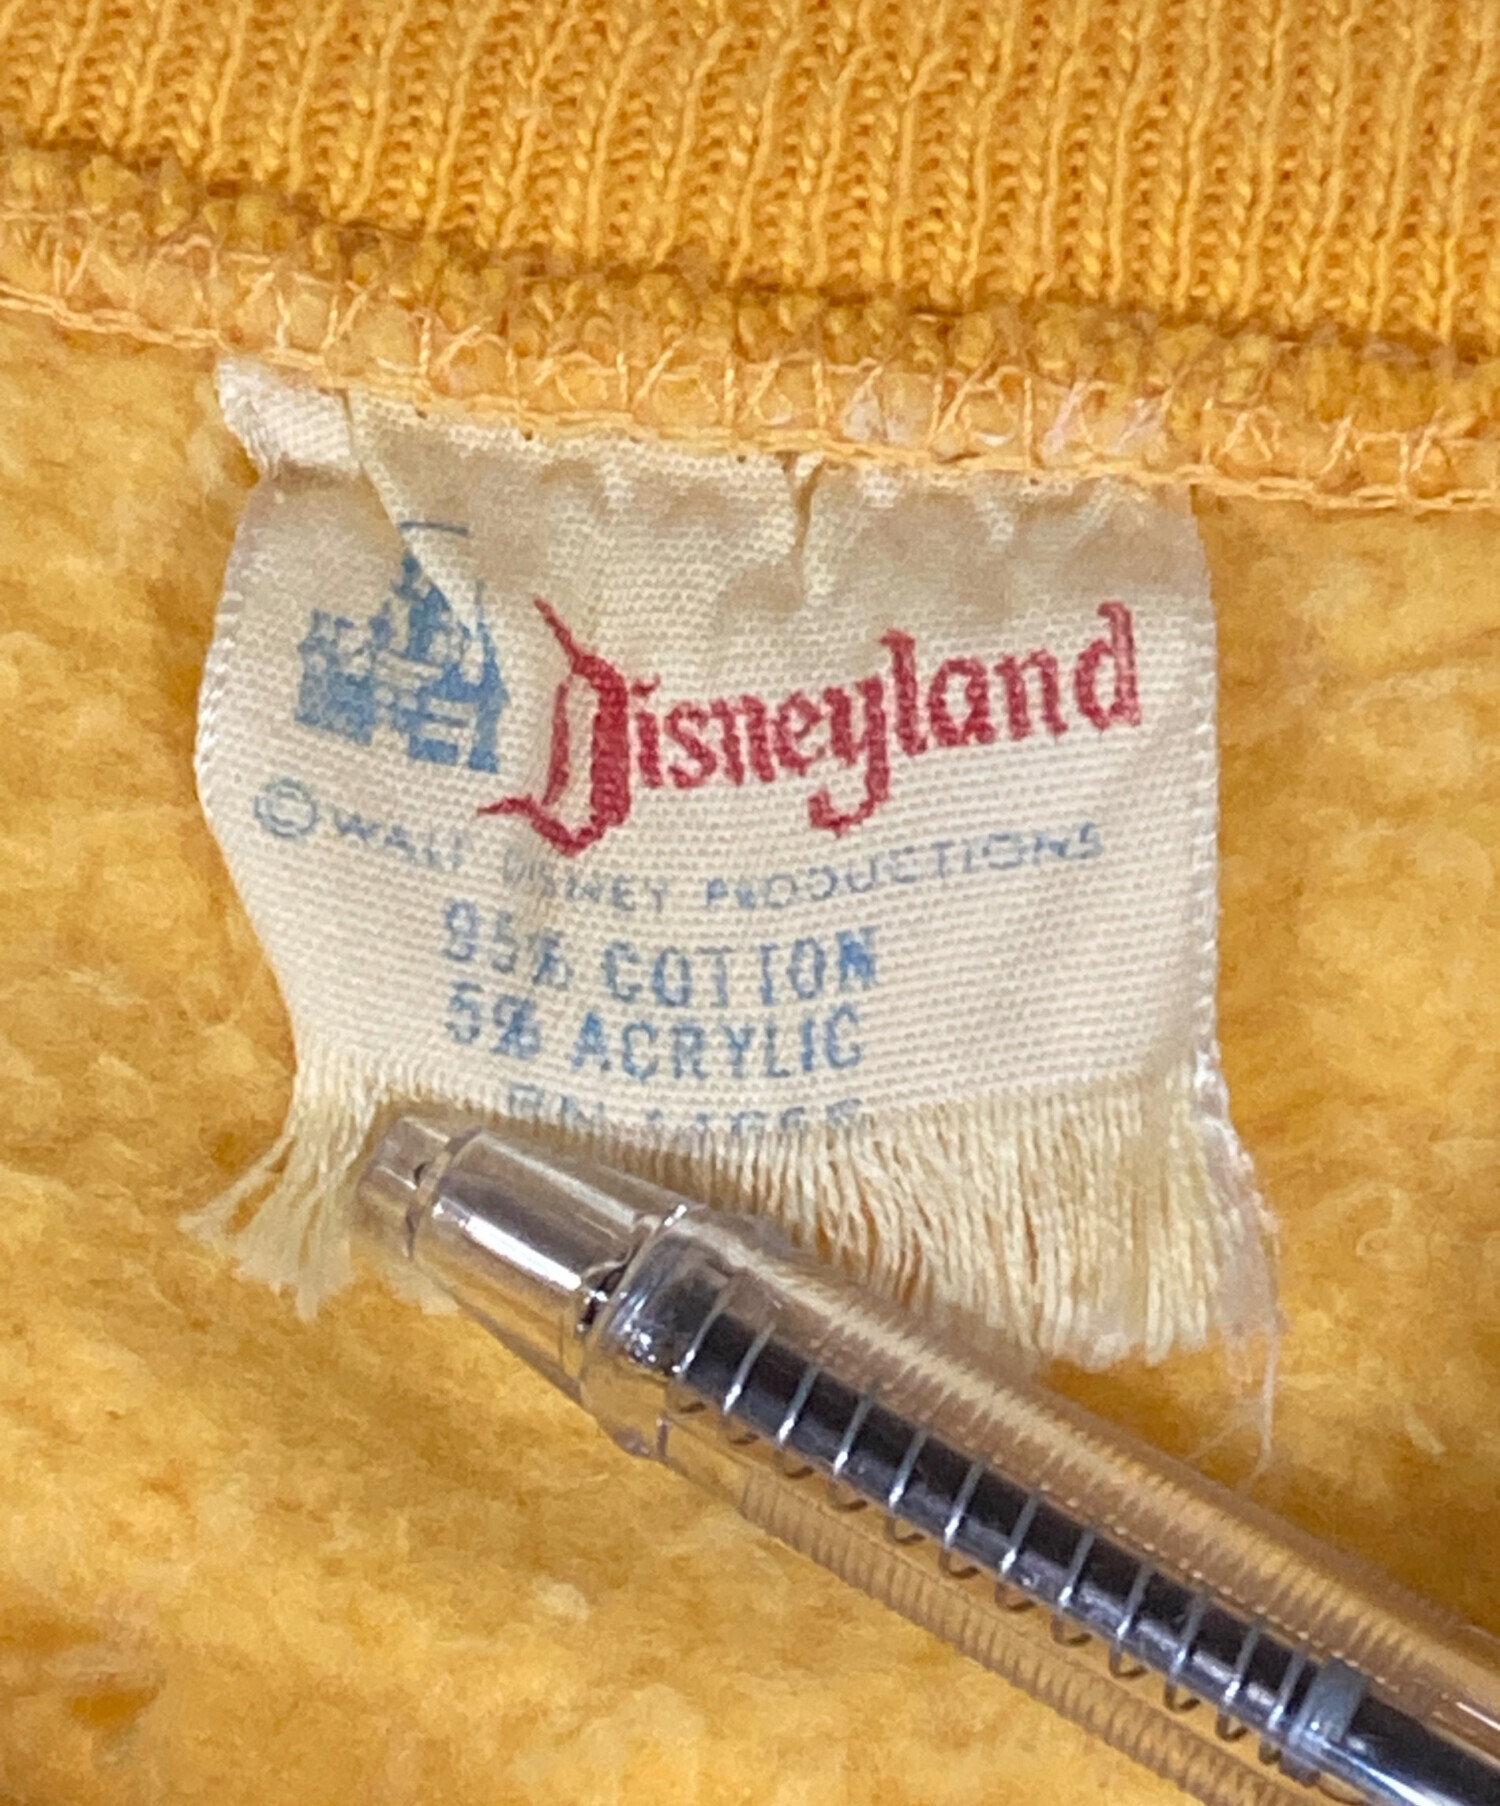 Disneyland
© WALT DISNEY PRODUCTIONS
95% COTTON
5% ACRYLIC